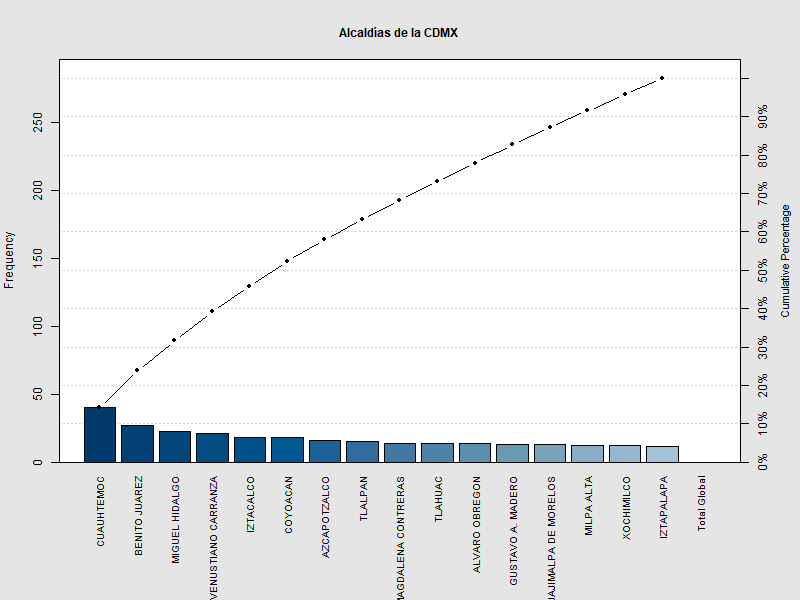 Alcaldías de la CDMX
Frequency
250
200
150
100
50
0
90%
80%
70%
60%
50%
40%
30%
20%
10%
0%
Cumulative Percentage
CUAUHTEMOC
BENITO JUAREZ
MIGUEL HIDALGO
VENUSTIANO CARRANZA
IZTACALCO
COYOACAN
AZCAPOTZALCO
TLALPAN
MAGDALENA CONTRERAS
TLAHUAC
ALVARO OBREGON
GUSTAVO A. MADERO
UAJIMALPA DE MORELOS
MILPA ALTA
XOCHIMILCO
IZTAPALAPA
Total Global